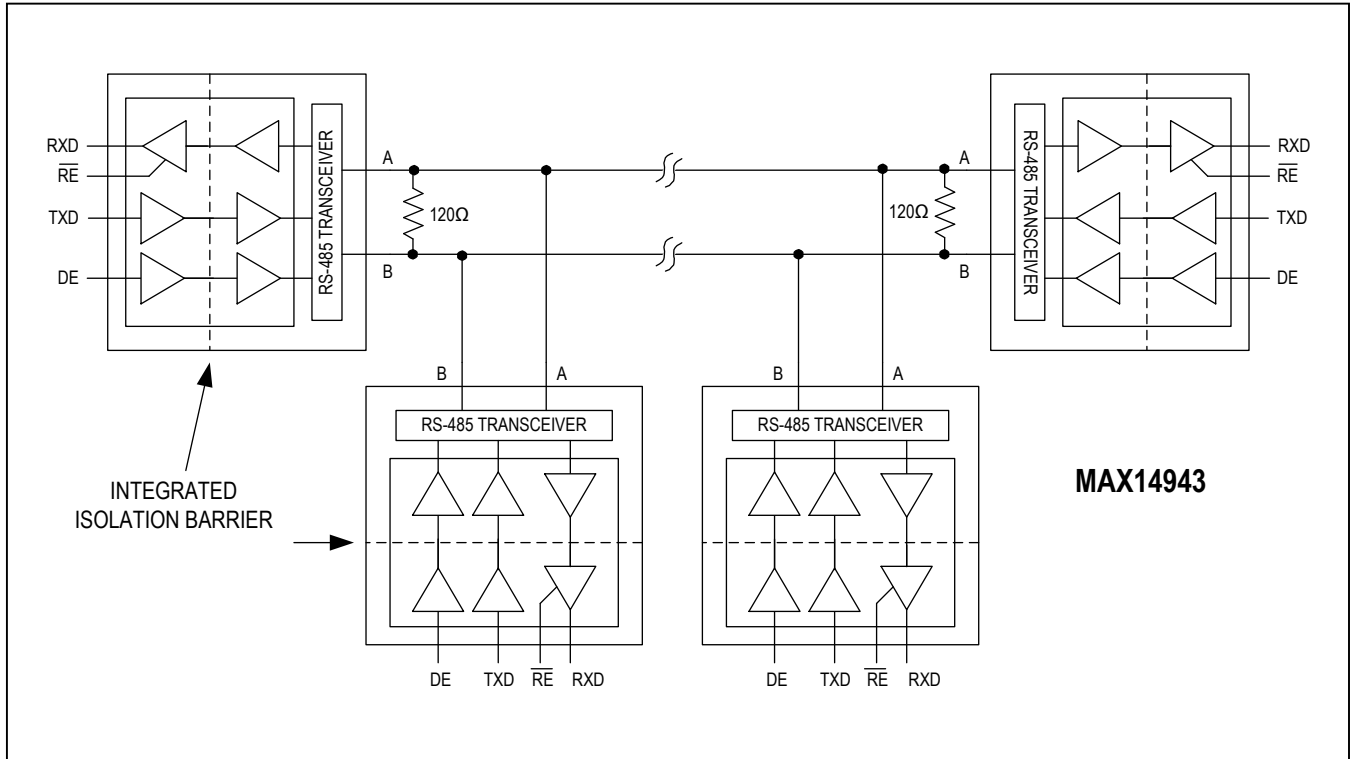 RXD
RE
TXD
DE
RS-485 TRANSCEIVER
A
B
120Ω
120Ω
A
B
RS-485 TRANSCEIVER
RXD
RE
TXD
DE
B A
RS-485 TRANSCEIVER
DE TXD RE RXD
B A
RS-485 TRANSCEIVER
DE TXD RE RXD
INTEGRATED
ISOLATION BARRIER
MAX14943